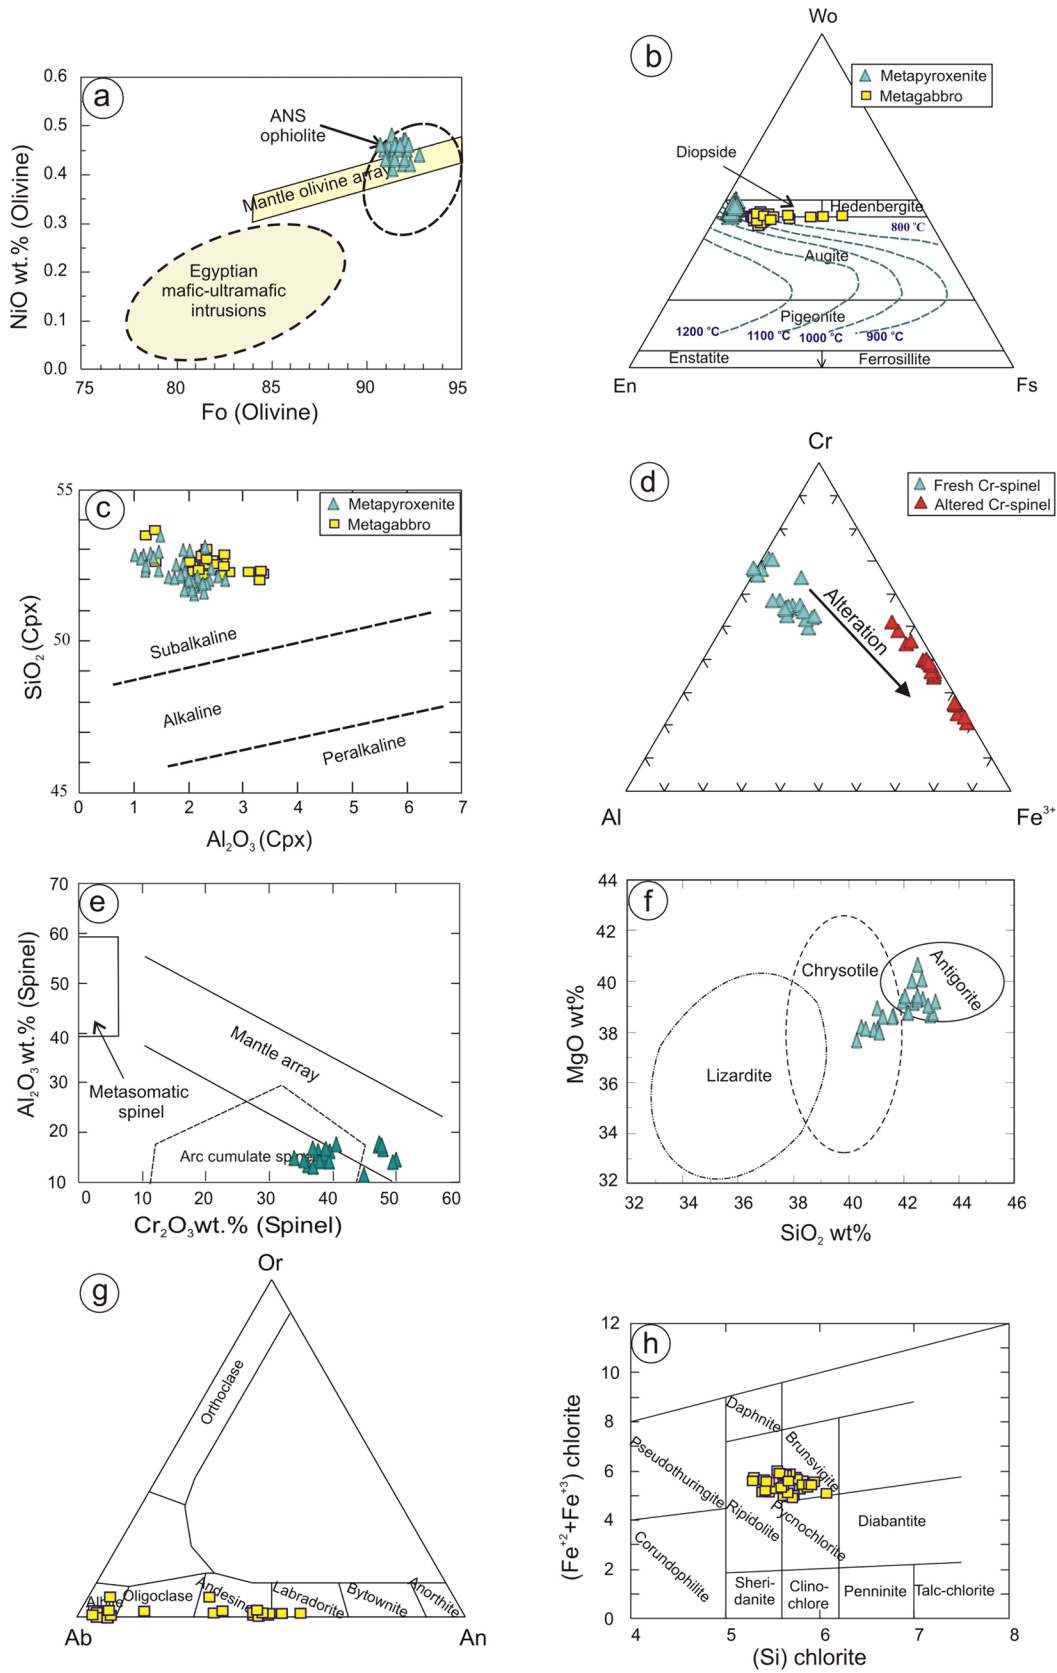 a
0.6
0.5
0.4
0.3
0.2
0.1
0.0
NiO wt.% (Olivine)
ANS
ophiolite
Mantle olivine array
Egyptian
mafic-ultramafic
intrusions
75 80 85 90 95
Fo (Olivine)
b
Wo
Metapyroxenite
Metagabbro
Diopside
Hedenbergite
800 °C
Augite
Pigeonite
1200 °C
1100 °C
1000 °C
900 °C
Enstatite
Ferrosillite
En
Fs
c
55
50
45
SiO2 (Cpx)
Metapyroxenite
Metagabbro
Subalkaline
Alkaline
Peralkaline
0 1 2 3 4 5 6 7
Al2O3 (Cpx)
d
Cr
Fresh Cr-spinel
Altered Cr-spinel
Alteration
Al
Fe3+
e
70
60
50
40
30
20
10
Al2O3 wt.% (Spinel)
Mantle array
Metasomatic
spinel
Arc cumulate
0 10 20 30 40 50 60
Cr2O3wt.% (Spinel)
f
44
42
40
38
36
34
32
MgO wt%
Chrysotile
Antigorite
Lizardite
32 34 36 38 40 42 44 46
SiO2 wt%
g
Or
Orthoclase
Albite
Oligoclase
Andesine
Labradorite
Bytownite
Anorthite
Ab
An
h
12
10
8
6
4
2
0
(Fe+2+Fe+3) chlorite
Daphnite
Brunsvigite
Pseudothuringite
Ripidolite
Pycnochlorite
Diabantite
Corundophilite
Sheri-
danite
Clino-
chlore
Penninite
Talc-chlorite
4 5 6 7 8
(Si) chlorite